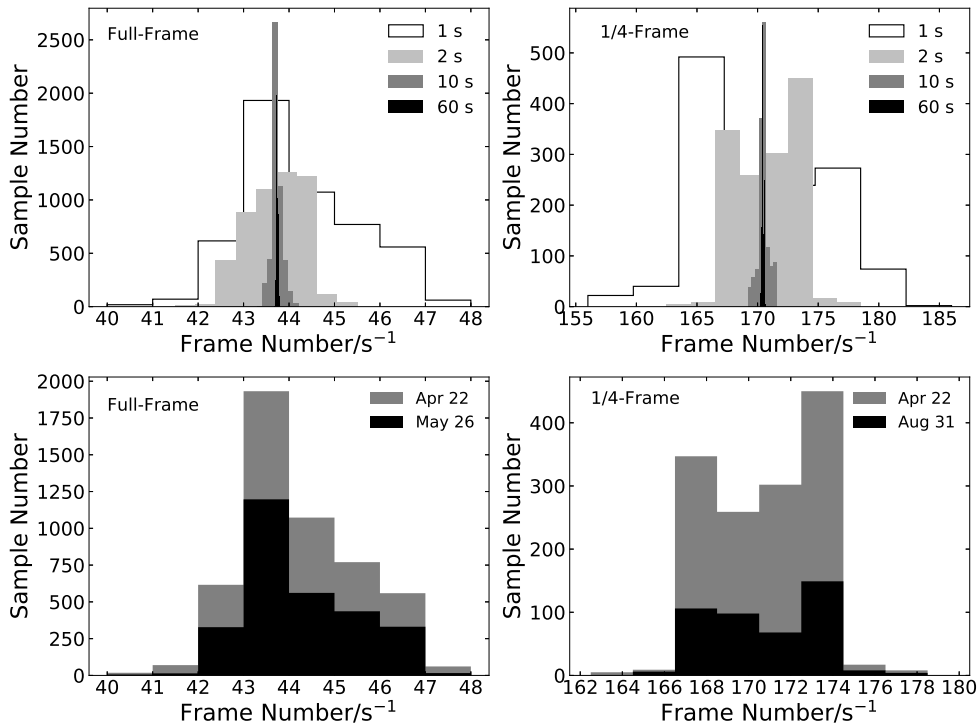 Full-Frame
1 s
2 s
10 s
60 s
2500
2000
1500
1000
500
0
Sample Number
40 41 42 43 44 45 46 47 48
Frame Number/s⁻¹
1/4-Frame
1 s
2 s
10 s
60 s
500
400
300
200
100
0
Sample Number
155 160 165 170 175 180 185
Frame Number/s⁻¹
Full-Frame
Apr 22
May 26
2000
1750
1500
1250
1000
750
500
250
0
Sample Number
40 41 42 43 44 45 46 47 48
Frame Number/s⁻¹
1/4-Frame
Apr 22
Aug 31
400
300
200
100
0
Sample Number
162 164 166 168 170 172 174 176 178 180
Frame Number/s⁻¹